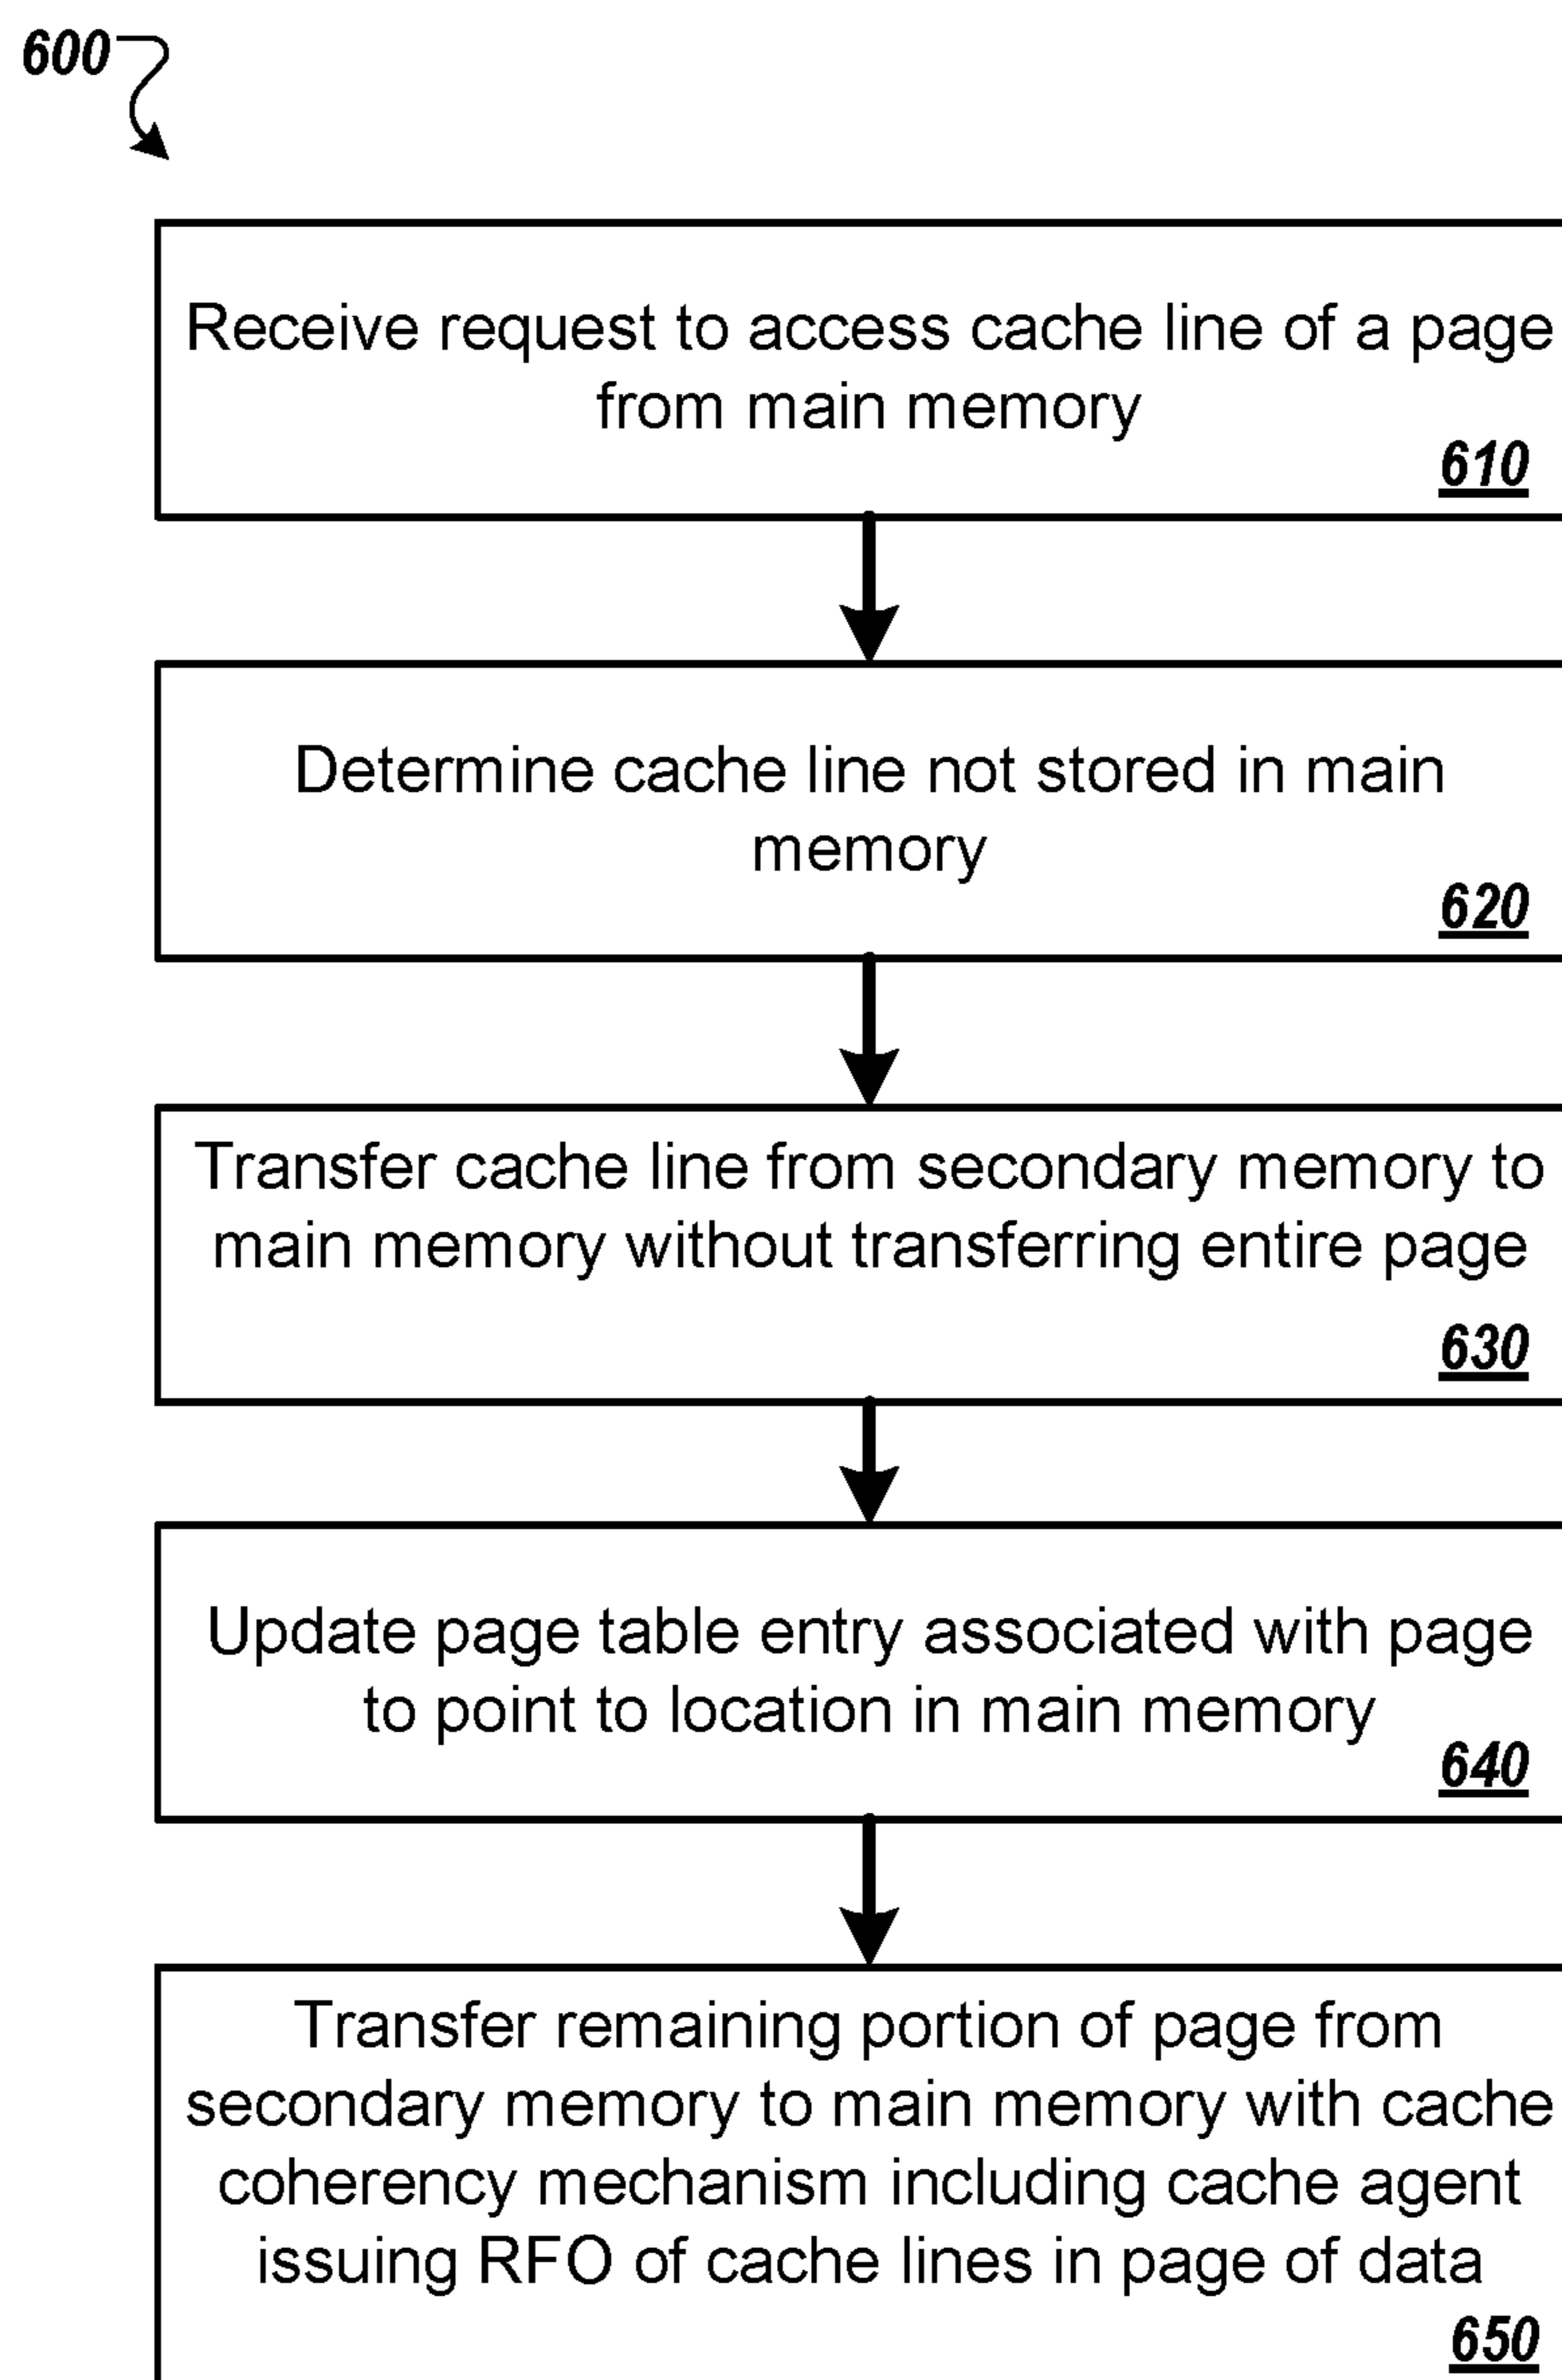 600
Receive request to access cache line of a page
from main memory
610
Determine cache line not stored in main
memory
620
Transfer cache line from secondary memory to
main memory without transferring entire page
630
Update page table entry associated with page
to point to location in main memory
640
Transfer remaining portion of page from
secondary memory to main memory with cache
coherency mechanism including cache agent
issuing RFO of cache lines in page of data
650